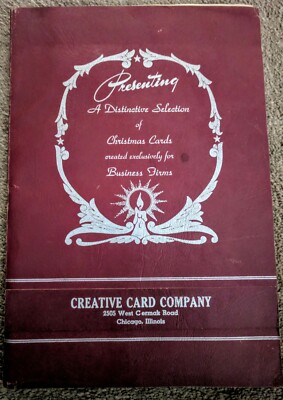 Presenting
A Distinctive Selection
of
Christmas Cards
created exclusively for
Business Firms
CREATIVE CARD COMPANY
2505 West Cermak Road
Chicago, Illinois